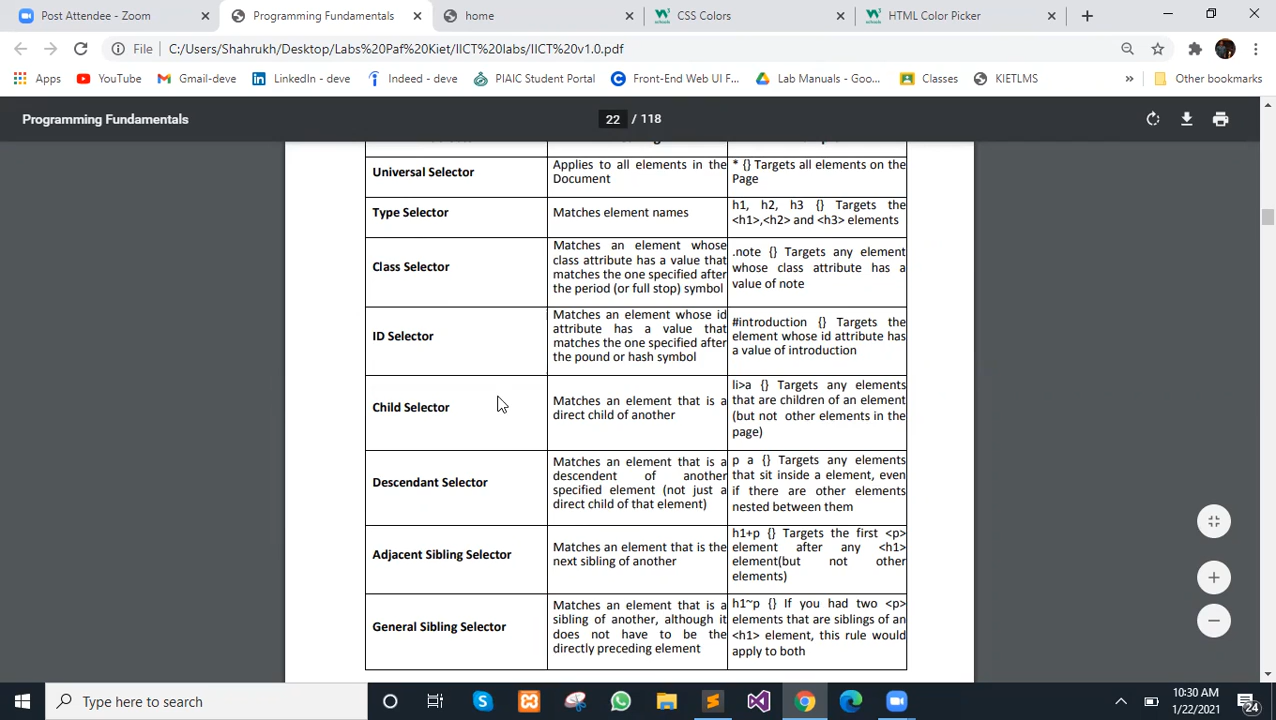 Post Attendee - Zoom
Programming Fundamentals
home
CSS Colors
HTML Color Picker
File
C:/Users/Shahrukh/Desktop/Labs%20Paf%20Kiet/IICT%20labs/IICT%20v1.0.pdf
Apps
YouTube
Gmail-deve
LinkedIn - deve
Indeed - deve
PIAIC Student Portal
Front-End Web UI F...
Lab Manuals - Goo...
Classes
KIETLMS
»
Other bookmarks
Programming Fundamentals
22 / 118
Universal Selector
Applies to all elements in the
Document
* {} Targets all elements on the
Page
Type Selector
Matches element names
h1, h2, h3 {} Targets the
<h1>,<h2> and <h3> elements
Class Selector
Matches an element whose
class attribute has a value that
matches the one specified after
the period (or full stop) symbol
.note {} Targets any element
whose class attribute has a
value of note
ID Selector
Matches an element whose id
attribute has a value that
matches the one specified after
the pound or hash symbol
#introduction {} Targets the
element whose id attribute has
a value of introduction
Child Selector
Matches an element that is a
direct child of another
li>a {} Targets any elements
that are children of an element
(but not other elements in the
page)
Descendant Selector
Matches an element that is a
descendent of another
specified element (not just a
direct child of that element)
p a {} Targets any elements
that sit inside a element, even
if there are other elements
nested between them
Adjacent Sibling Selector
Matches an element that is the
next sibling of another
h1+p {} Targets the first <p>
element after any <h1>
element(but not other
elements)
General Sibling Selector
Matches an element that is a
sibling of another, although it
does not have to be the
directly preceding element
h1~p {} If you had two <p>
elements that are siblings of an
<h1> element, this rule would
apply to both
Type here to search
10:30 AM
1/22/2021
24